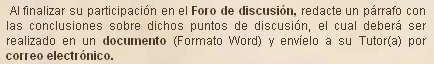 Al finalizar su participación en el Foro de discusión, redacte un párrafo con
las conclusiones sobre dichos puntos de discusión, el cual deberá ser
realizado en un documento (Formato Word) y envíelo a su Tutor(a) por
correo electrónico.